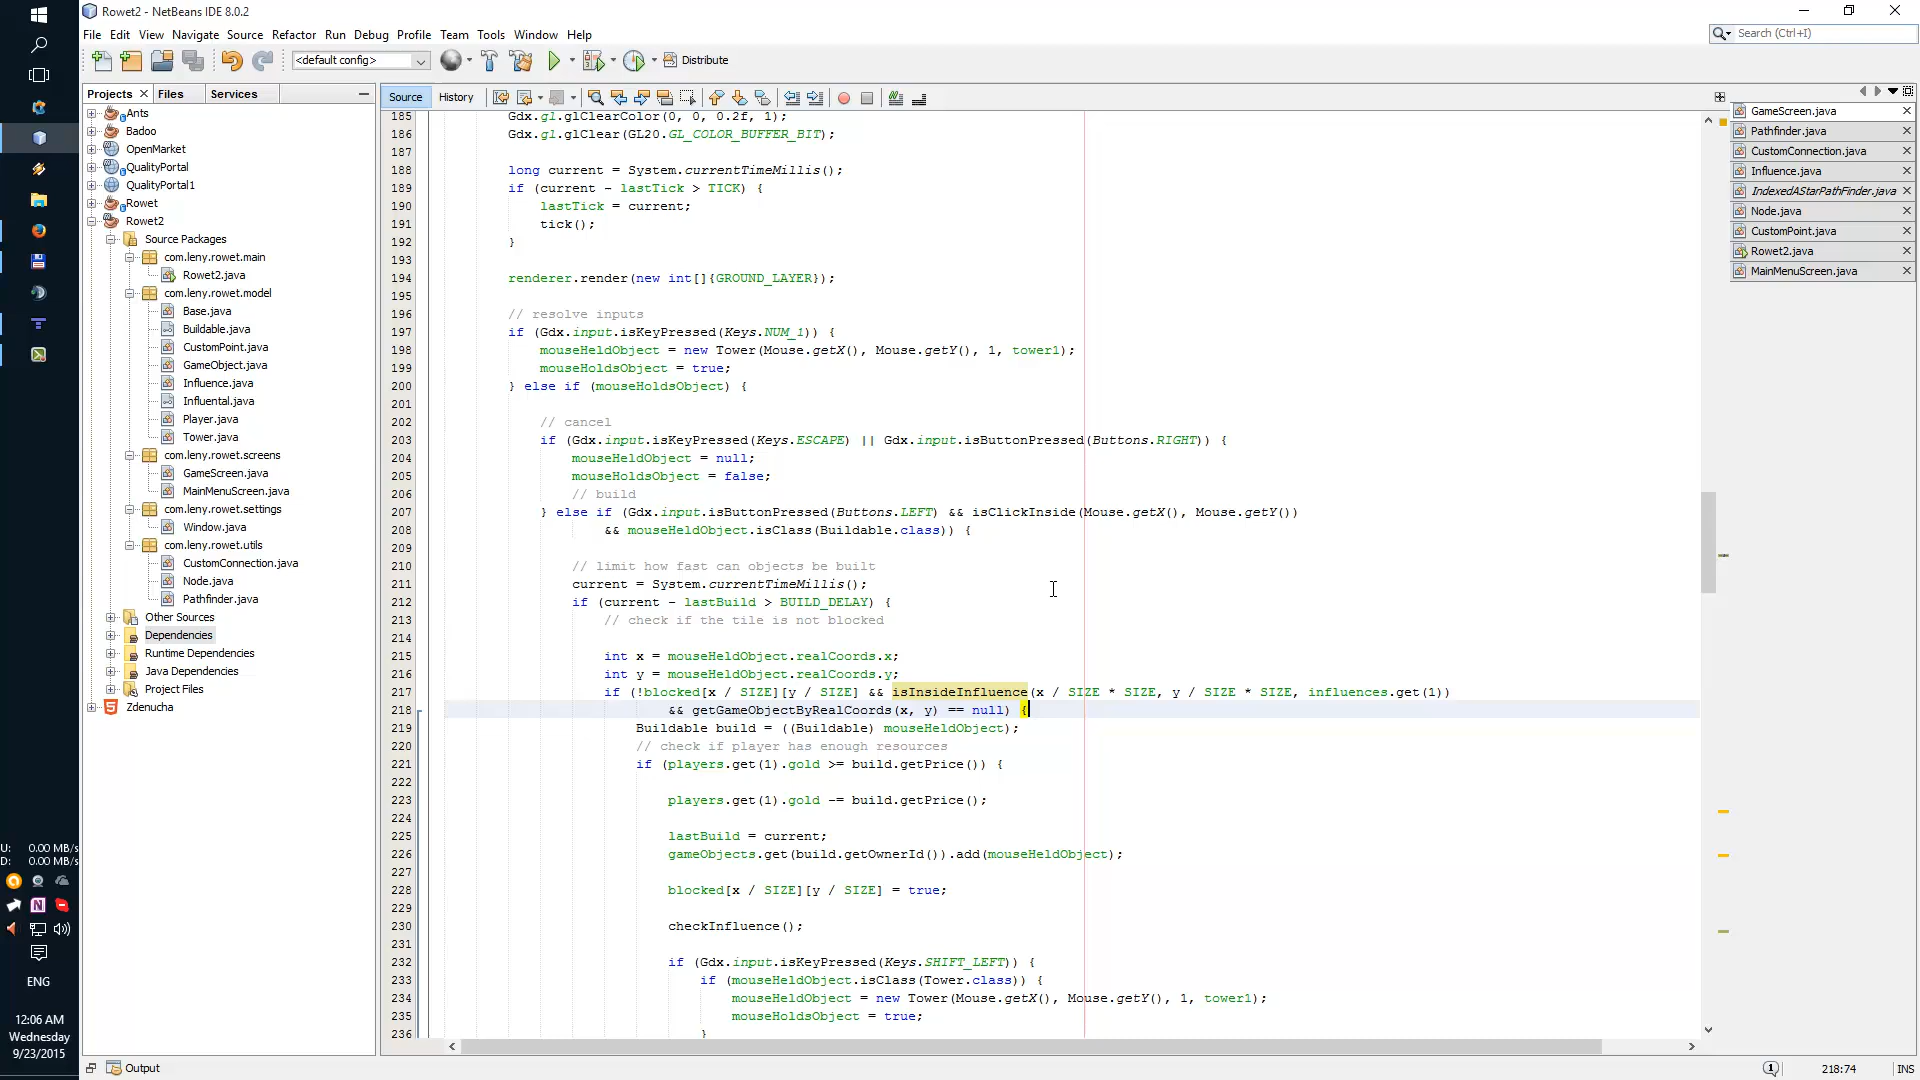 Rowet2 - NetBeans IDE 8.0.2
File Edit View Navigate Source Refactor Run Debug Profile Team Tools Window Help
Search (Ctrl+I)
<default config>
Distribute
Projects Files Services
Source History
Ants
Badoo
OpenMarket
QualityPortal
QualityPortal1
Rowet
Rowet2
Source Packages
com.leny.rowet.main
Rowet2.java
com.leny.rowet.model
Base.java
Buildable.java
CustomPoint.java
GameObject.java
Influence.java
Influental.java
Player.java
Tower.java
com.leny.rowet.screens
GameScreen.java
MainMenuScreen.java
com.leny.rowet.settings
Window.java
com.leny.rowet.utils
CustomConnection.java
Node.java
Pathfinder.java
Other Sources
Dependencies
Runtime Dependencies
Java Dependencies
Project Files
Zdenucha
185 Gdx.gl.glClearColor(0, 0, 0.2f, 1);
186 Gdx.gl.glClear(GL20.GL_COLOR_BUFFER_BIT);
187
188 long current = System.currentTimeMillis();
189 if (current - lastTick > TICK) {
190 lastTick = current;
191 tick();
192 }
193
194 renderer.render(new int[]{GROUND_LAYER});
195
196 // resolve inputs
197 if (Gdx.input.isKeyPressed(Keys.NUM_1)) {
198 mouseHeldObject = new Tower(Mouse.getX(), Mouse.getY(), 1, tower1);
199 mouseHoldsObject = true;
200 } else if (mouseHoldsObject) {
201
202 // cancel
203 if (Gdx.input.isKeyPressed(Keys.ESCAPE) || Gdx.input.isButtonPressed(Buttons.RIGHT)) {
204 mouseHeldObject = null;
205 mouseHoldsObject = false;
206 // build
207 } else if (Gdx.input.isButtonPressed(Buttons.LEFT) && isClickInside(Mouse.getX(), Mouse.getY())
208 && mouseHeldObject.isClass(Buildable.class)) {
209
210 // limit how fast can objects be built
211 current = System.currentTimeMillis();
212 if (current - lastBuild > BUILD_DELAY) {
213 // check if the tile is not blocked
214
215 int x = mouseHeldObject.realCoords.x;
216 int y = mouseHeldObject.realCoords.y;
217 if (!blocked[x / SIZE][y / SIZE] && isInsideInfluence(x / SIZE * SIZE, y / SIZE * SIZE, influences.get(1))
218 && getGameObjectByRealCoords(x, y) == null) {
219 Buildable build = ((Buildable) mouseHeldObject);
220 // check if player has enough resources
221 if (players.get(1).gold >= build.getPrice()) {
222
223 players.get(1).gold -= build.getPrice();
224
225 lastBuild = current;
226 gameObjects.get(build.getOwnerId()).add(mouseHeldObject);
227
228 blocked[x / SIZE][y / SIZE] = true;
229
230 checkInfluence();
231
232 if (Gdx.input.isKeyPressed(Keys.SHIFT_LEFT)) {
233 if (mouseHeldObject.isClass(Tower.class)) {
234 mouseHeldObject = new Tower(Mouse.getX(), Mouse.getY(), 1, tower1);
235 mouseHoldsObject = true;
236 }
GameScreen.java
Pathfinder.java
CustomConnection.java
Influence.java
IndexedAStarPathFinder.java
Node.java
CustomPoint.java
Rowet2.java
MainMenuScreen.java
U: 0.00 MB/s
D: 0.00 MB/s
ENG
12:06 AM
Wednesday
9/23/2015
Output
218:74 INS